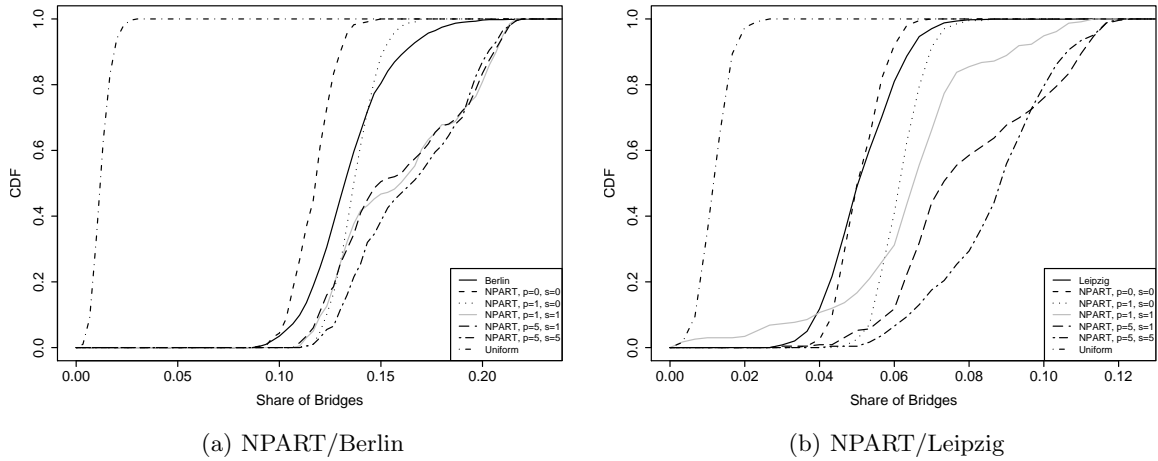 CDF
1.0
0.8
0.6
0.4
0.2
0.0
Berlin
NPART, p=0, s=0
NPART, p=1, s=0
NPART, p=1, s=1
NPART, p=5, s=1
NPART, p=5, s=5
Uniform
0.00 0.05 0.10 0.15 0.20
Share of Bridges
(a) NPART/Berlin
CDF
1.0
0.8
0.6
0.4
0.2
0.0
Leipzig
NPART, p=0, s=0
NPART, p=1, s=0
NPART, p=1, s=1
NPART, p=5, s=1
NPART, p=5, s=5
Uniform
0.00 0.02 0.04 0.06 0.08 0.10 0.12
Share of Bridges
(b) NPART/Leipzig